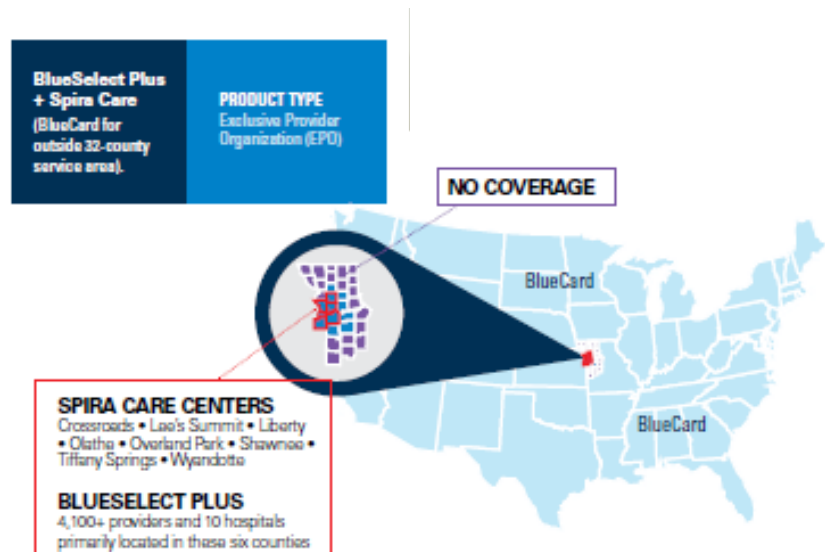 BlueSelect Plus
+ Spira Care
(BlueCard for
outside 32-county
service area).
PRODUCT TYPE
Exclusive Provider
Organization (EPO)
NO COVERAGE
BlueCard
BlueCard
SPIRA CARE CENTERS
Crossroads • Lee's Summit • Liberty
• Olathe • Overland Park • Shawnee •
Tiffany Springs • Wyandotte
BLUESELECT PLUS
4,100+ providers and 10 hospitals
primarily located in these six counties